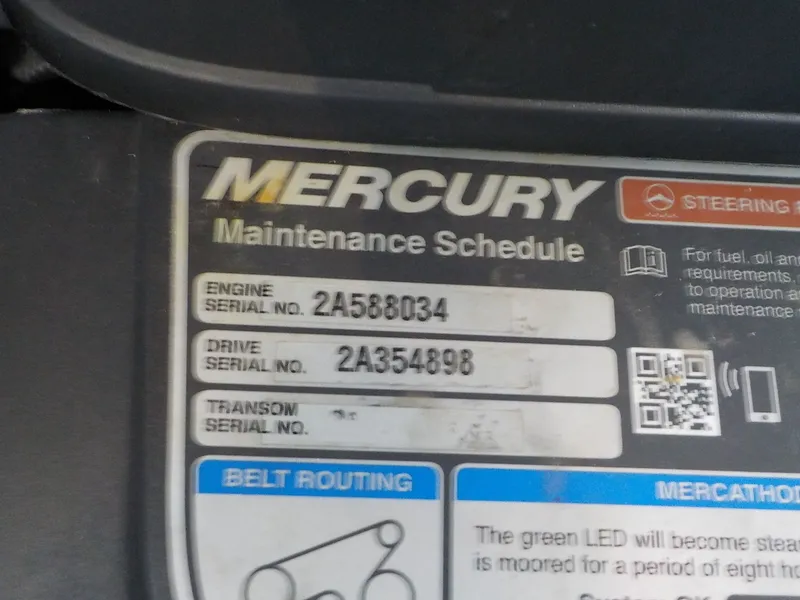 MERCURY
Maintenance Schedule
ENGINE
SERIAL NO. 2A588034
DRIVE
SERIAL NO. 2A354898
TRANSOM
SERIAL NO.
STEERING
For fuel, oil and
requirements,
to operation a
maintenance
BELT ROUTING
MERCATHOD
The green LED will become stea
is moored for a period of eight ho
System OK